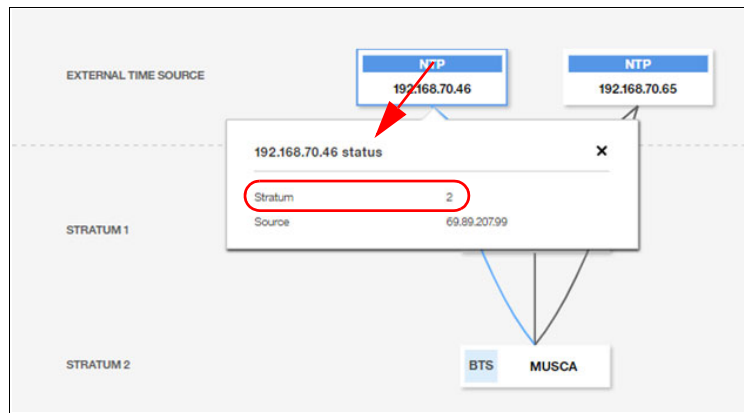 NTP
NTP
EXTERNAL TIME SOURCE
192.168.70.46
192.168.70.65
192.168.70.46 status
Stratum 2
Source 69.89.207.99
STRATUM 1
STRATUM 2
BTS MUSCA